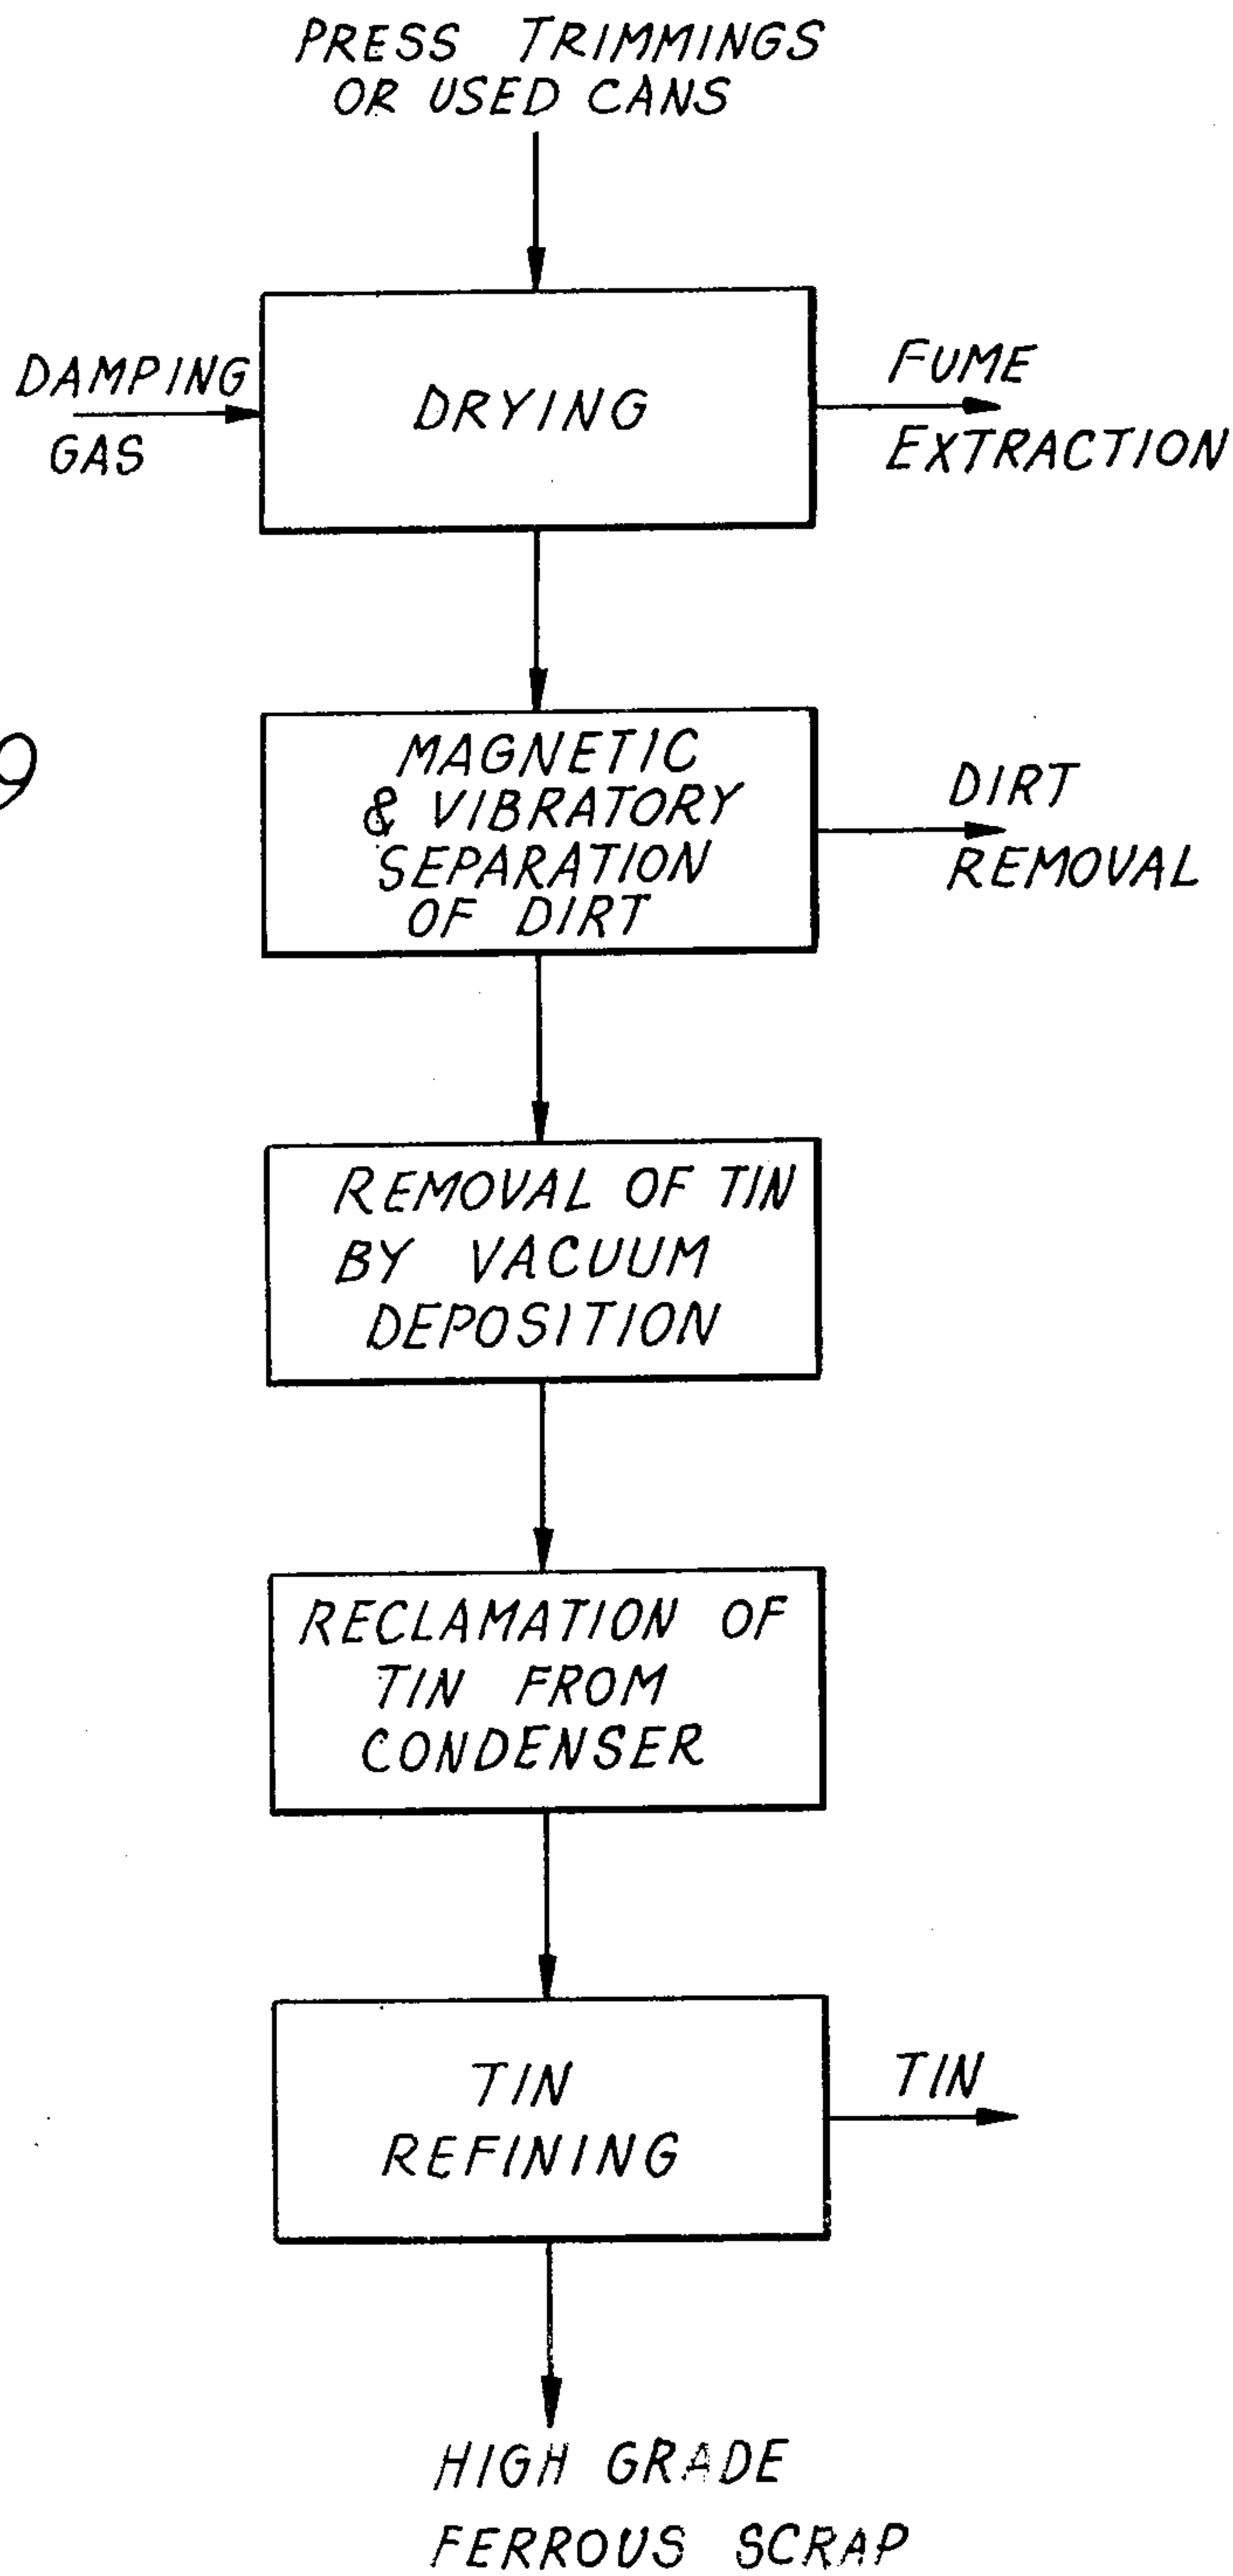 PRESS TRIMMINGS
OR USED CANS
DAMPING
GAS
DRYING
FUME
EXTRACTION
9
MAGNETIC
& VIBRATORY
SEPARATION
OF DIRT
DIRT
REMOVAL
REMOVAL OF TIN
BY VACUUM
DEPOSITION
RECLAMATION OF
TIN FROM
CONDENSER
TIN
REFINING
TIN
HIGH GRADE
FERROUS SCRAP